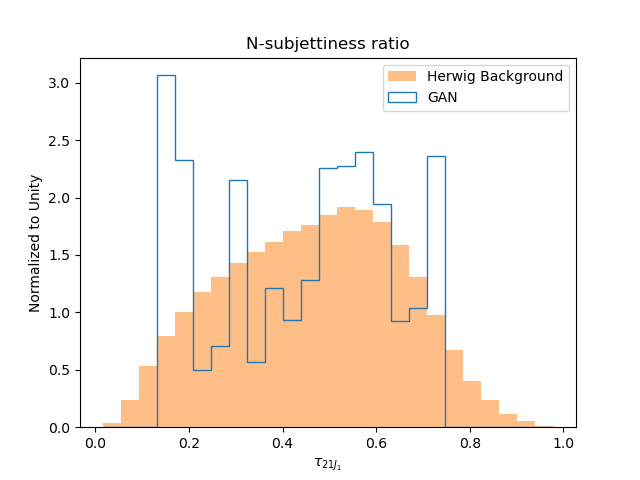 N-subjettiness ratio
Herwig Background
GAN
Normalized to Unity
3.0
2.5
2.0
1.5
1.0
0.5
0.0
0.0 0.2 0.4 0.6 0.8 1.0
τ₂₁J₁